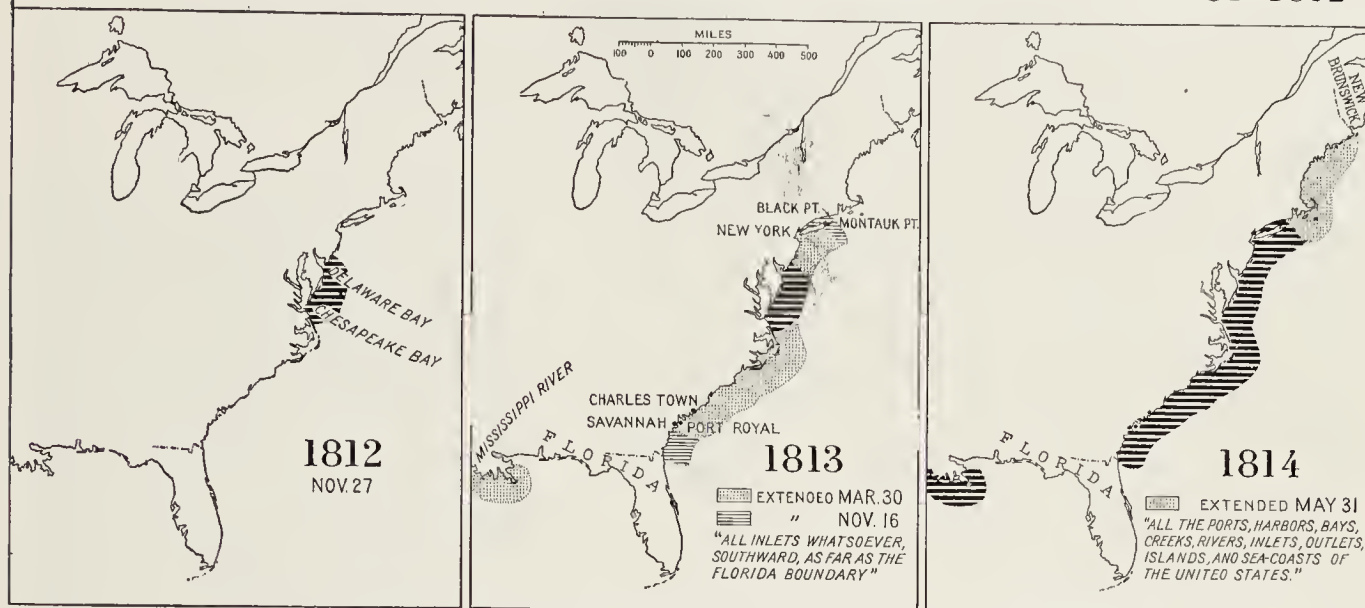 1812
NOV. 27
DELAWARE BAY
CHESAPEAKE BAY
MILES
100 0 100 200 300 400 500
BLACK PT.
MONTAUK PT.
NEW YORK
CHARLES TOWN
SAVANNAH
PORT ROYAL
MISSISSIPPI RIVER
FLORIDA
1813
EXTENDED MAR. 30
" NOV. 16
"ALL INLETS WHATSOEVER,
SOUTHWARD, AS FAR AS THE
FLORIDA BOUNDARY"
NEW
BRUNSWICK
FLORIDA
1814
EXTENDED MAY 31
"ALL THE PORTS, HARBORS, BAYS,
CREEKS, RIVERS, INLETS, OUTLETS,
ISLANDS, AND SEA-COASTS OF
THE UNITED STATES."